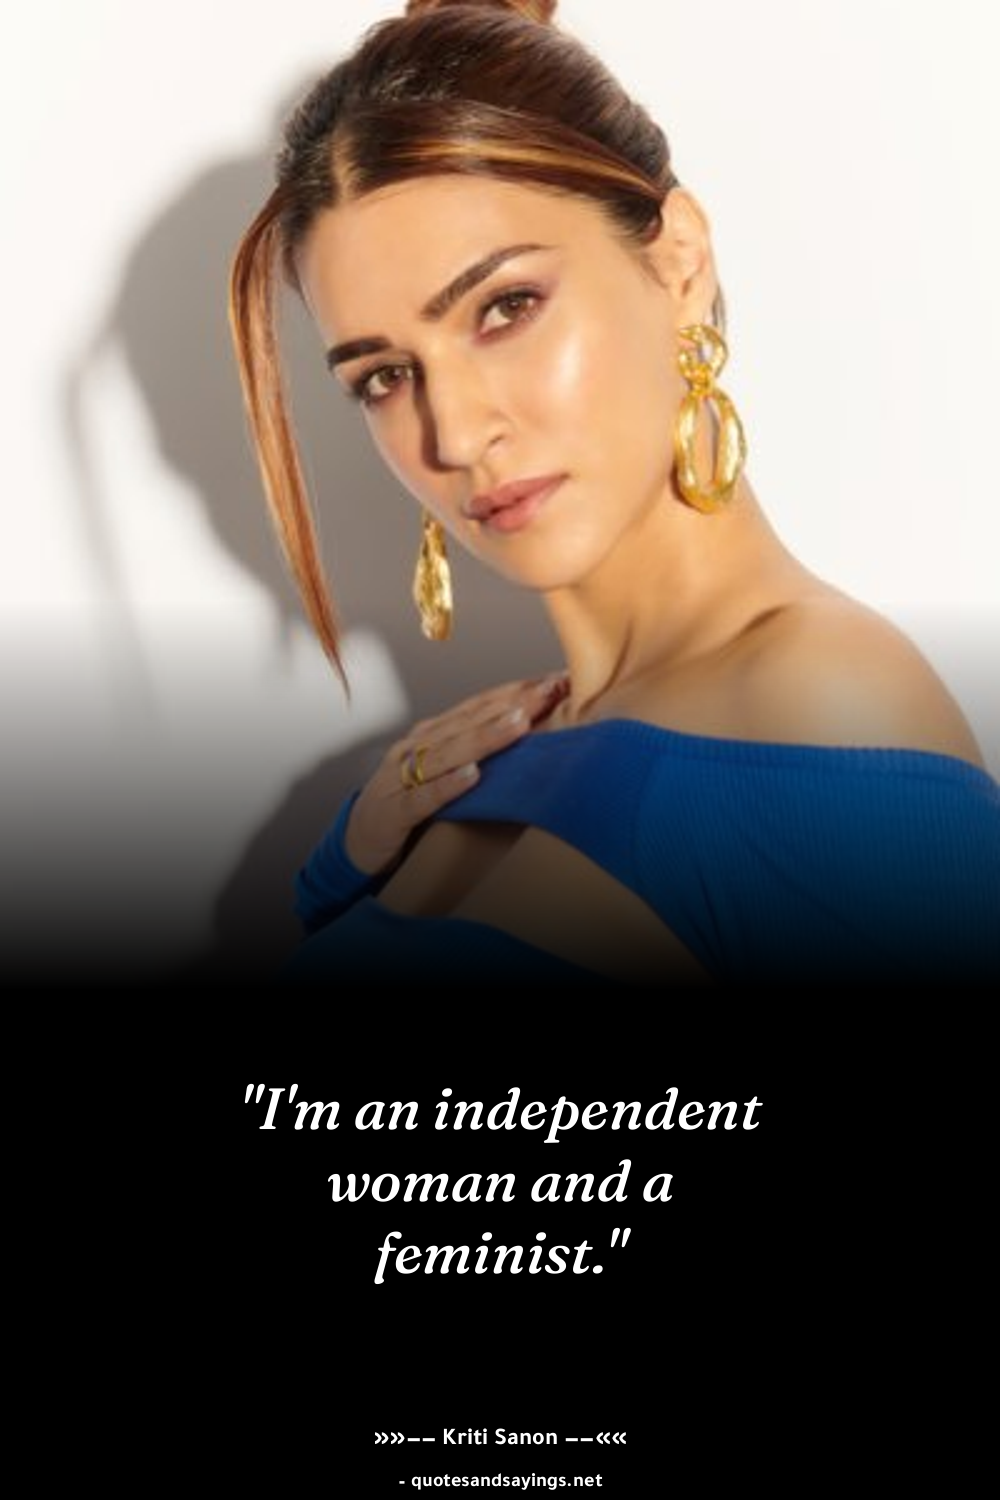 "I'm an independent
woman and a
feminist."
»»—— Kriti Sanon ——««
- quotesandsayings.net